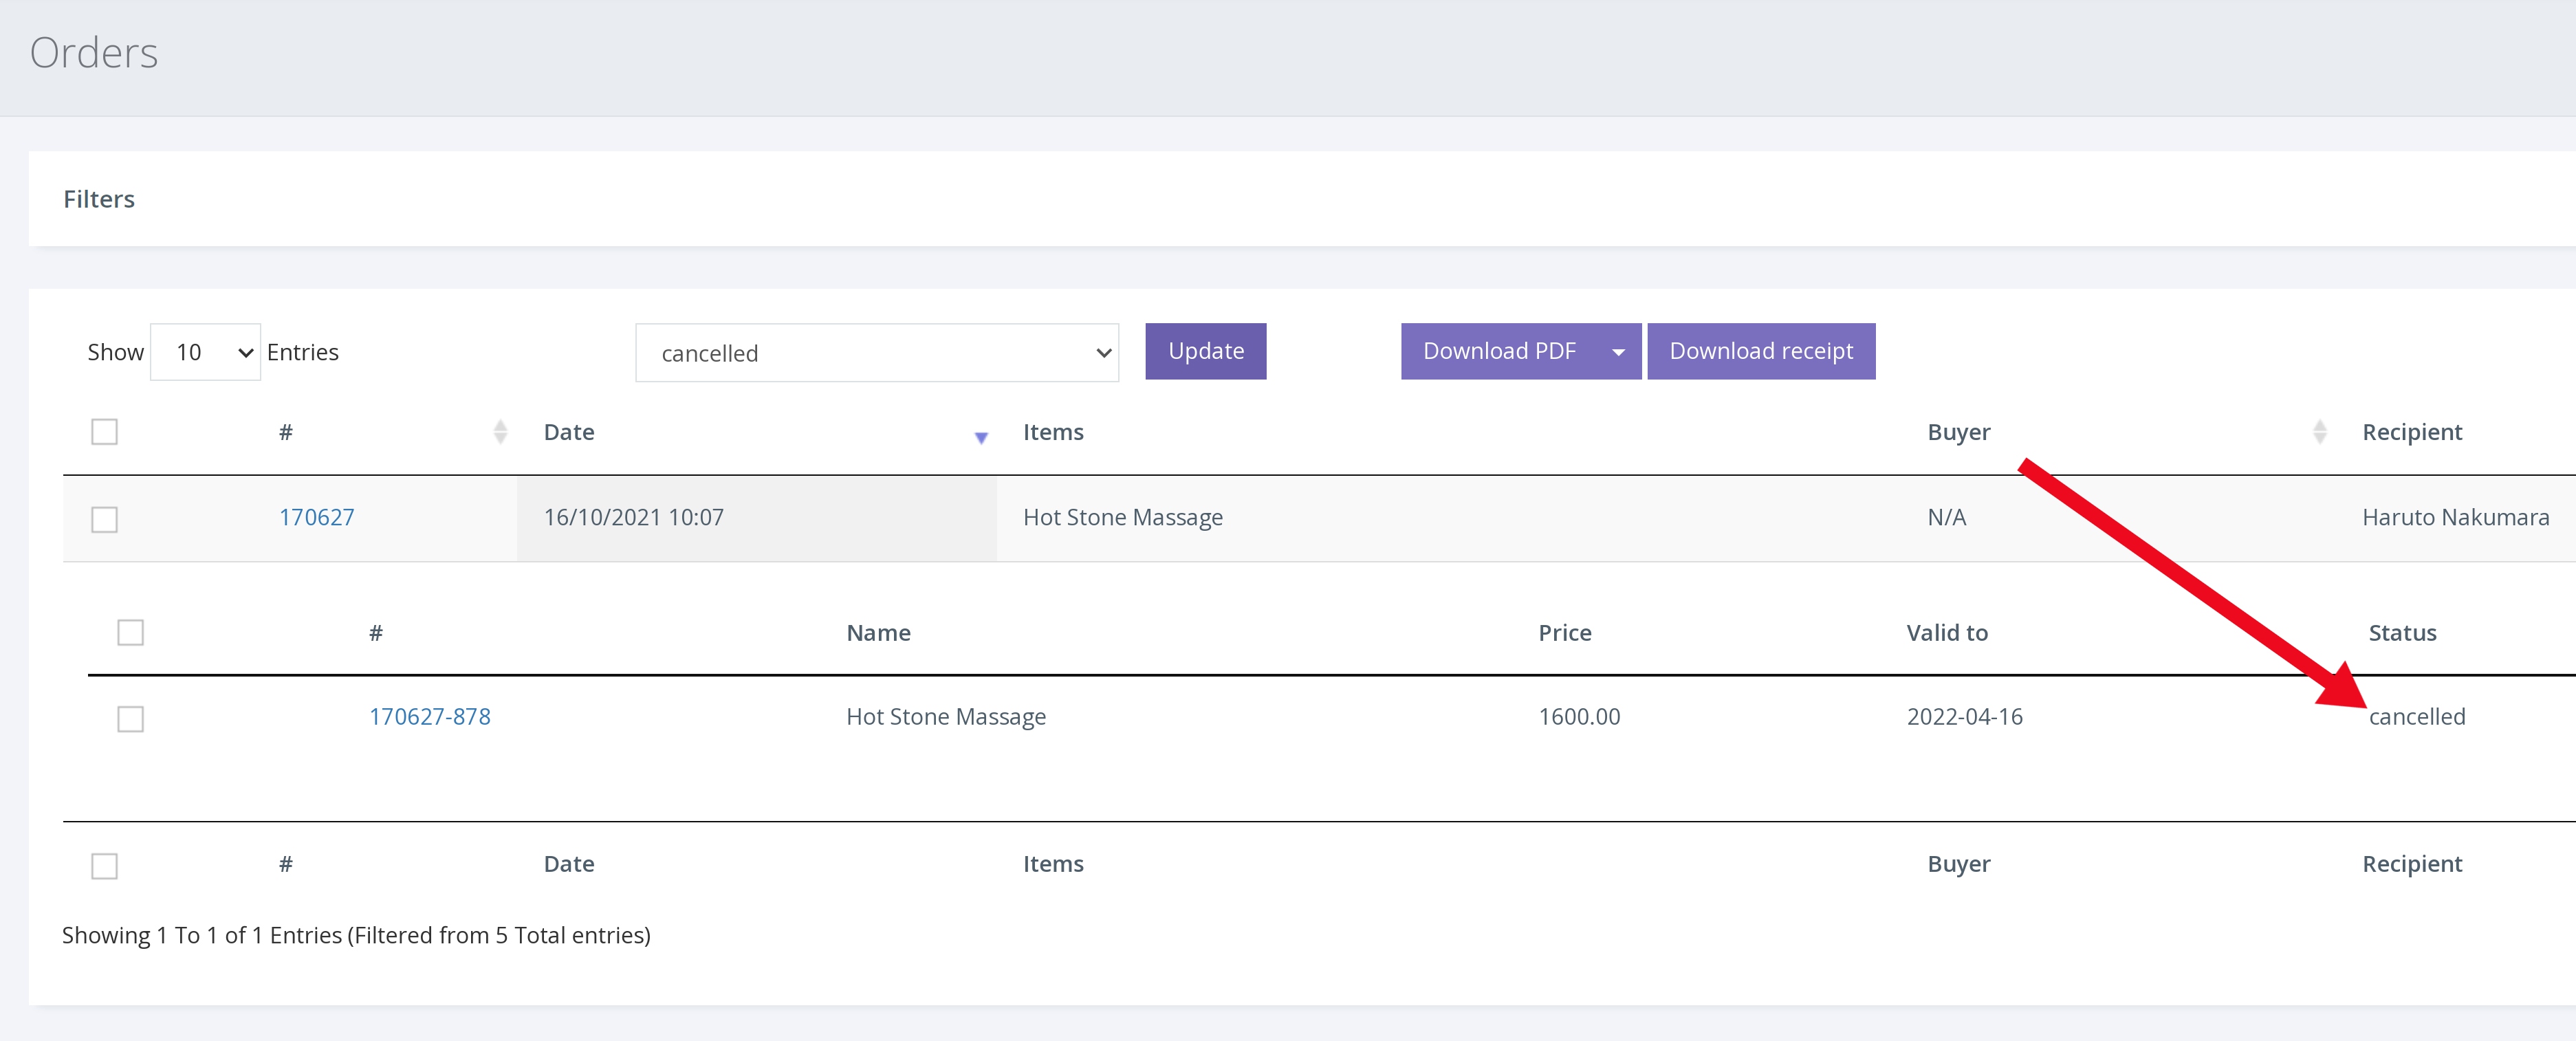 Orders
Filters
Show 10 Entries cancelled Update Download PDF Download receipt
# Date Items Buyer Recipient
170627 16/10/2021 10:07 Hot Stone Massage N/A Haruto Nakumara
# Name Price Valid to Status
170627-878 Hot Stone Massage 1600.00 2022-04-16 cancelled
# Date Items Buyer Recipient
Showing 1 To 1 of 1 Entries (Filtered from 5 Total entries)